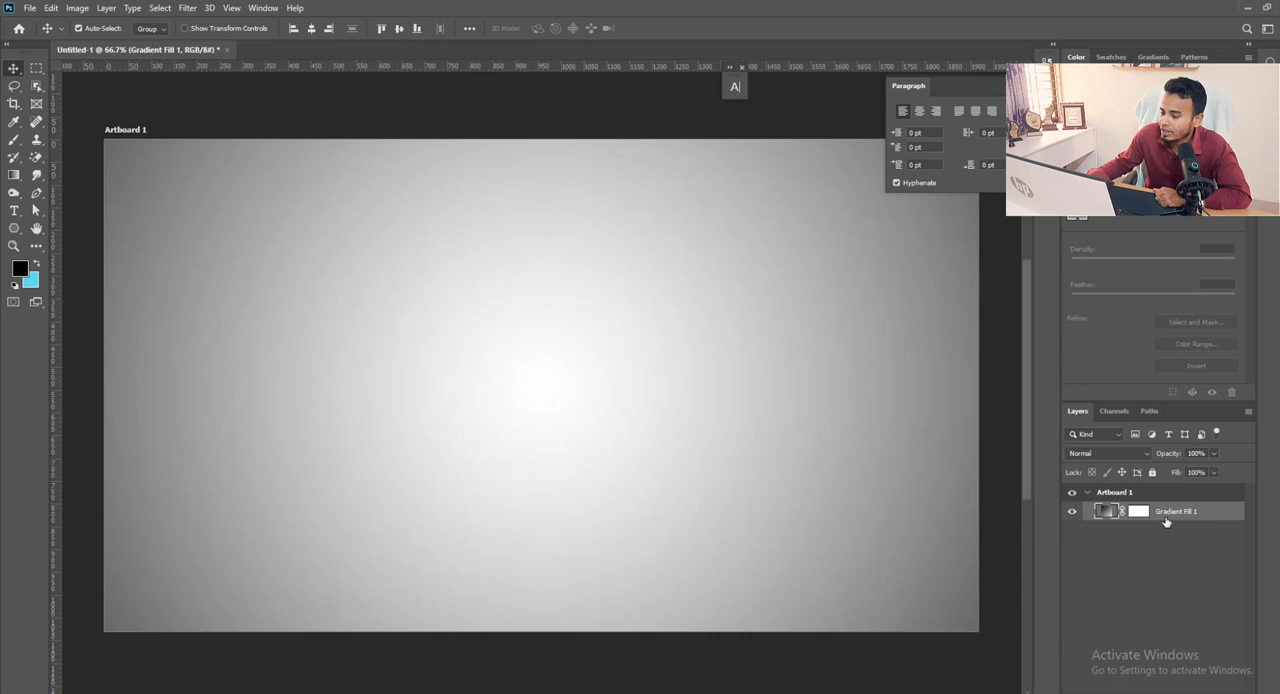 Ps File Edit Image Layer Type Select Filter 3D View Window Help
Auto-Select: Group Show Transform Controls 3D Mode:
Untitled-1 @ 66.7% (Gradient Fill 1, RGB/8#) * ×
Color Swatches Gradients Patterns
A|
Paragraph
0 pt 0 pt
0 pt
0 pt 0 pt
Hyphenate
hp
Artboard 1
Density:
Feather:
Refine: Select and Mask...
Color Range...
Invert
Layers Channels Paths
Kind
Normal Opacity: 100%
Lock: Fill: 100%
Artboard 1
Gradient Fill 1
Activate Windows
Go to Settings to activate Windows.